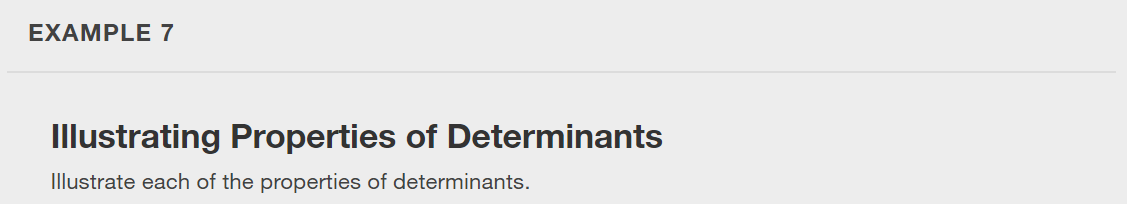 EXAMPLE 7
Illustrating Properties of Determinants
Illustrate each of the properties of determinants.